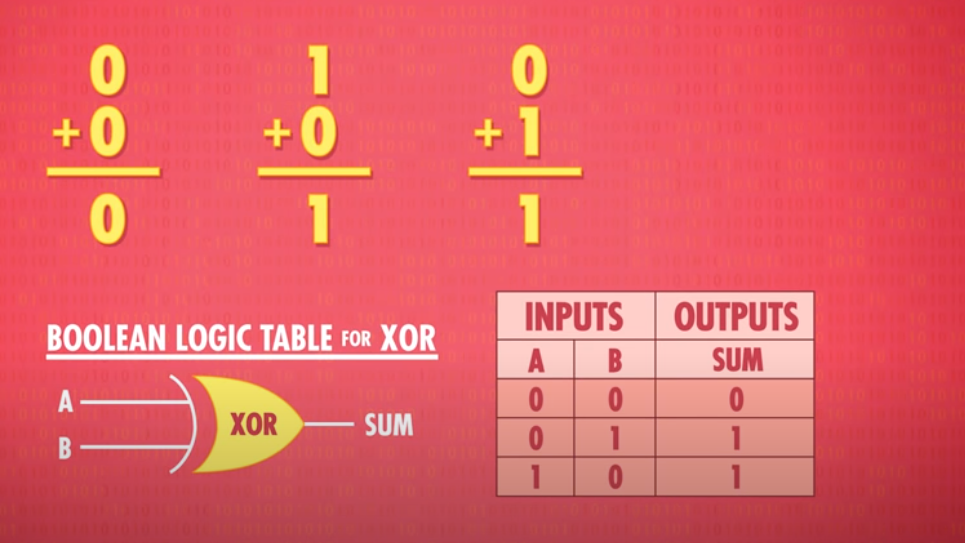 0 1 0
+0 +0 +1
0 1 1
BOOLEAN LOGIC TABLE FOR XOR
A
B
XOR
SUM
INPUTS OUTPUTS
A B SUM
0 0 0
0 1 1
1 0 1